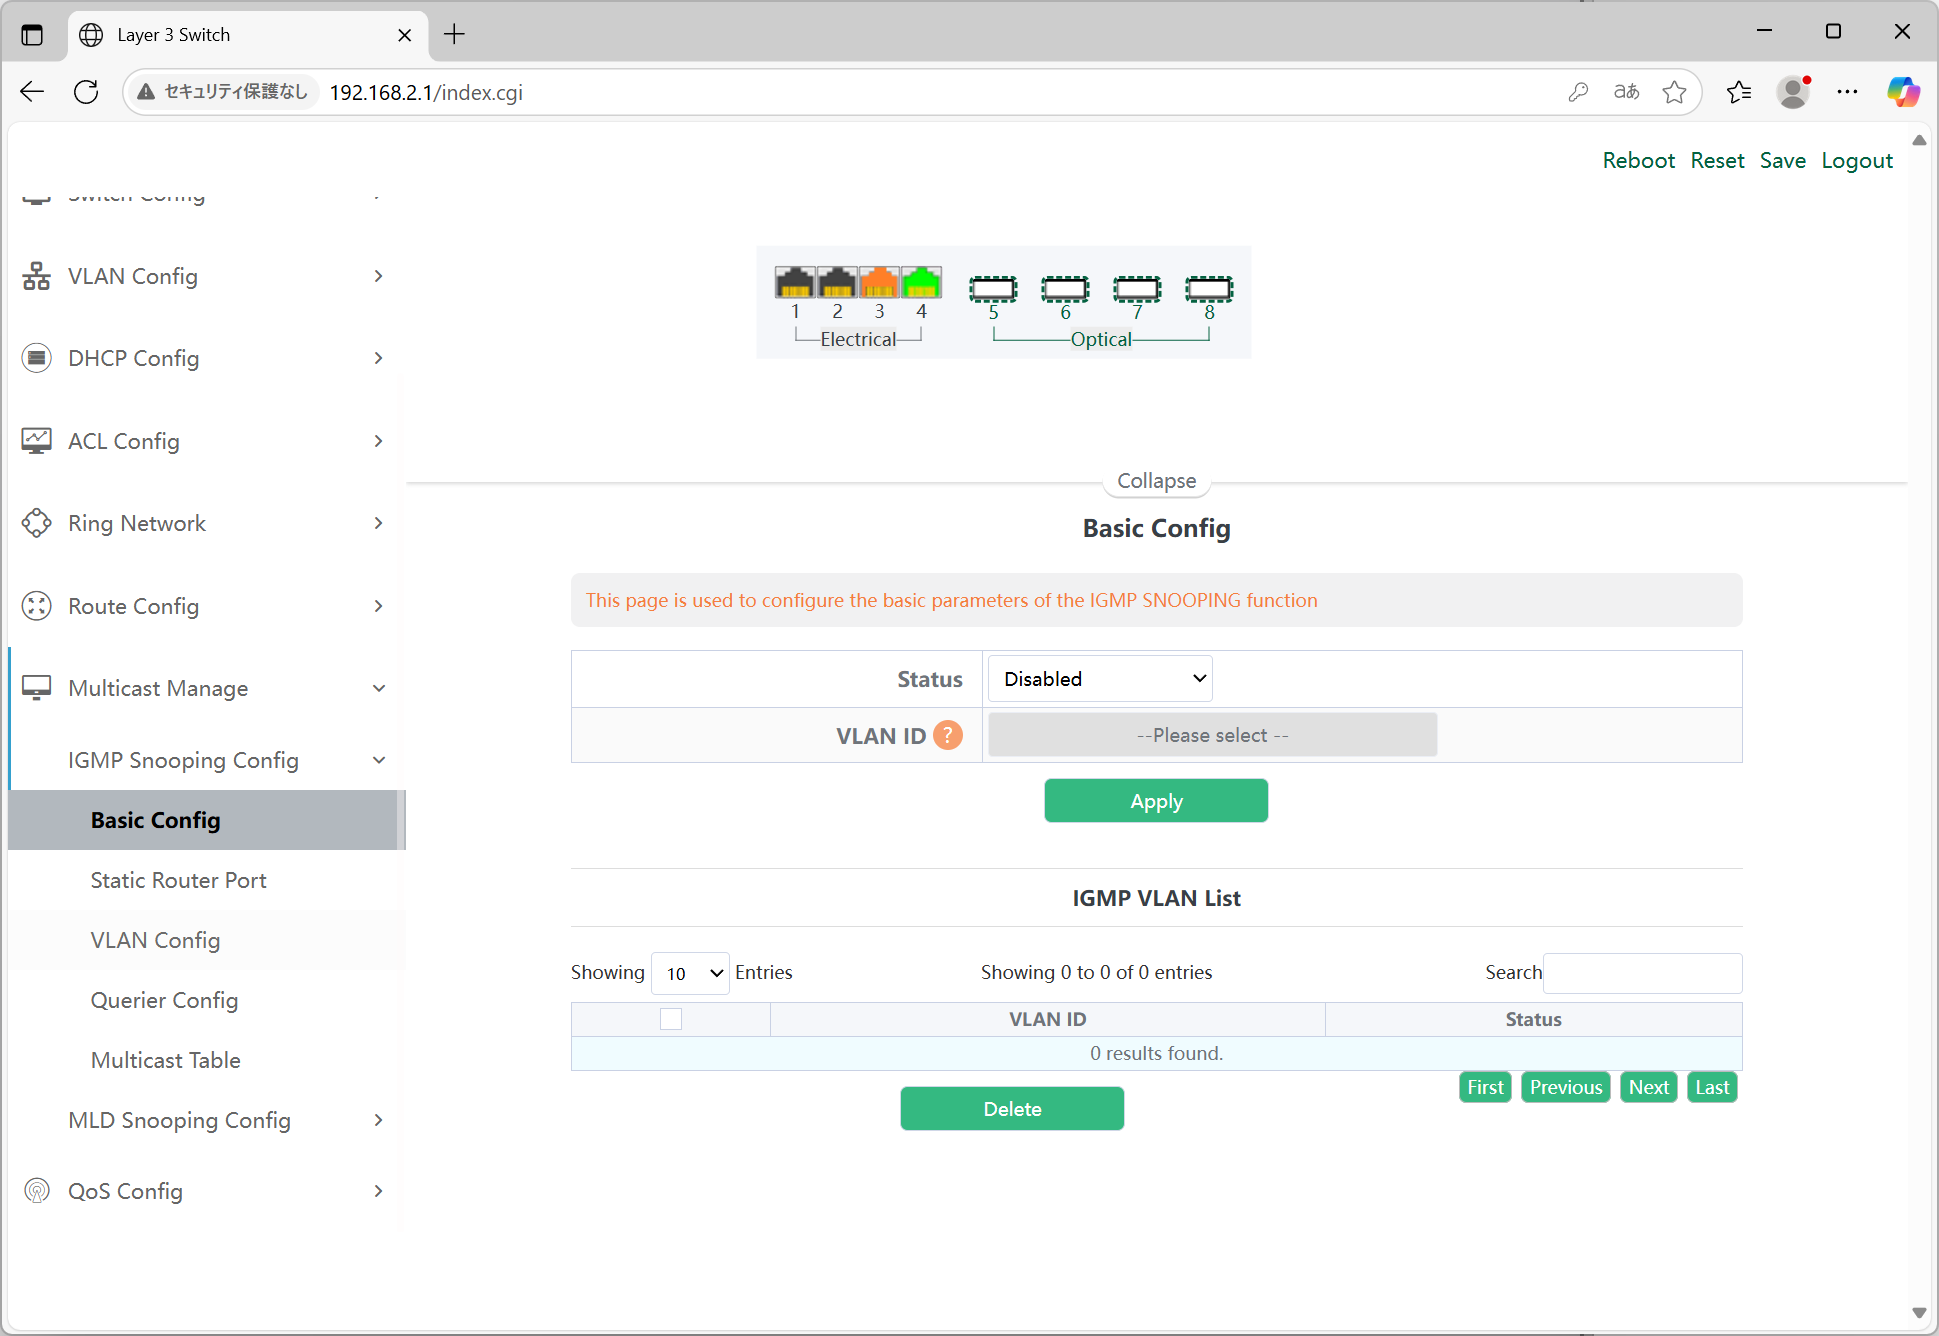 Layer 3 Switch
セキュリティ保護なし
192.168.2.1/index.cgi
aあ
Reboot Reset Save Logout
Switch Config
VLAN Config
DHCP Config
ACL Config
Ring Network
Route Config
Multicast Manage
IGMP Snooping Config
Basic Config
Static Router Port
VLAN Config
Querier Config
Multicast Table
MLD Snooping Config
QoS Config
1 2 3 4 5 6 7 8
Electrical Optical
Collapse
Basic Config
This page is used to configure the basic parameters of the IGMP SNOOPING function
Status Disabled
VLAN ID ? --Please select --
Apply
IGMP VLAN List
Showing 10 Entries Showing 0 to 0 of 0 entries Search
VLAN ID Status
0 results found.
First Previous Next Last
Delete